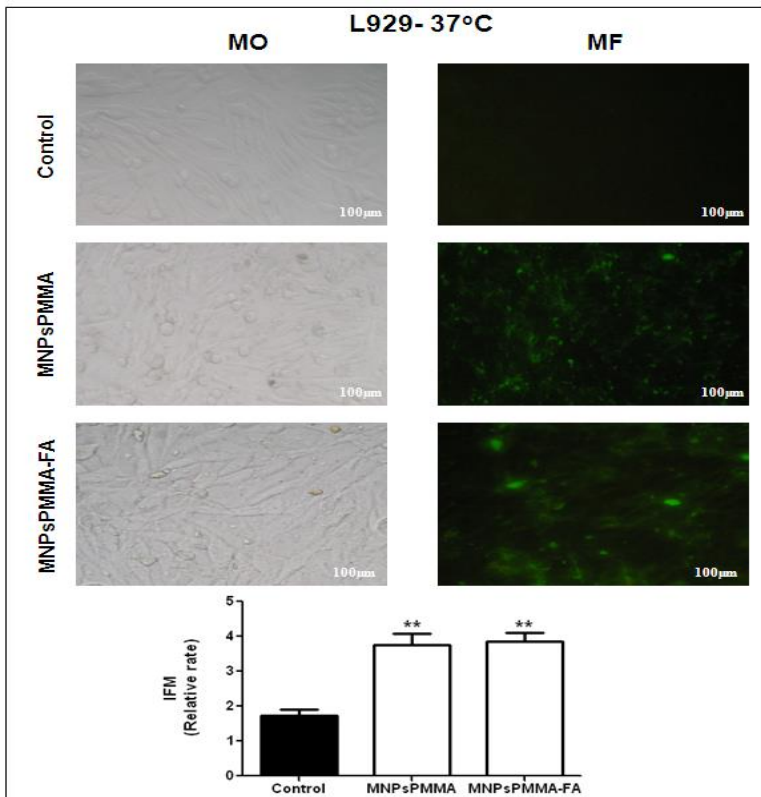 L929- 37°C
MO MF
Control
100µm 100µm
MNPsPMMA
100µm 100µm
MNPsPMMA-FA
100µm 100µm
IFM
(Relative rate)
5
4
3
2
1
0
** **
Control MNPsPMMA MNPsPMMA-FA